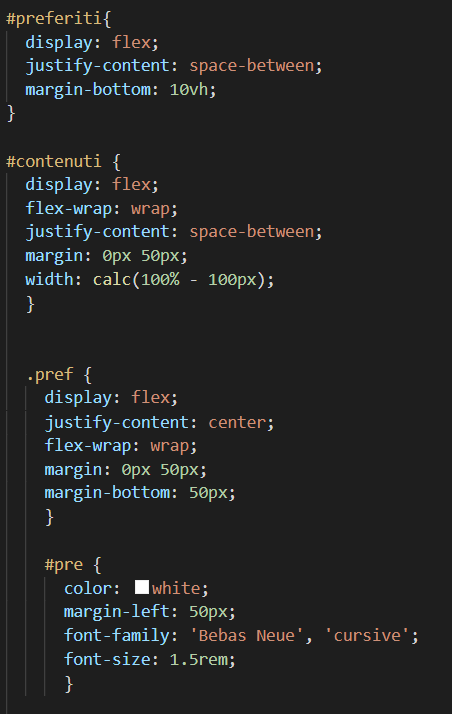 #preferiti{
display: flex;
justify-content: space-between;
margin-bottom: 10vh;
}
#contenuti {
display: flex;
flex-wrap: wrap;
justify-content: space-between;
margin: 0px 50px;
width: calc(100% - 100px);
}
.pref {
display: flex;
justify-content: center;
flex-wrap: wrap;
margin: 0px 50px;
margin-bottom: 50px;
}
#pre {
color: white;
margin-left: 50px;
font-family: 'Bebas Neue', 'cursive';
font-size: 1.5rem;
}